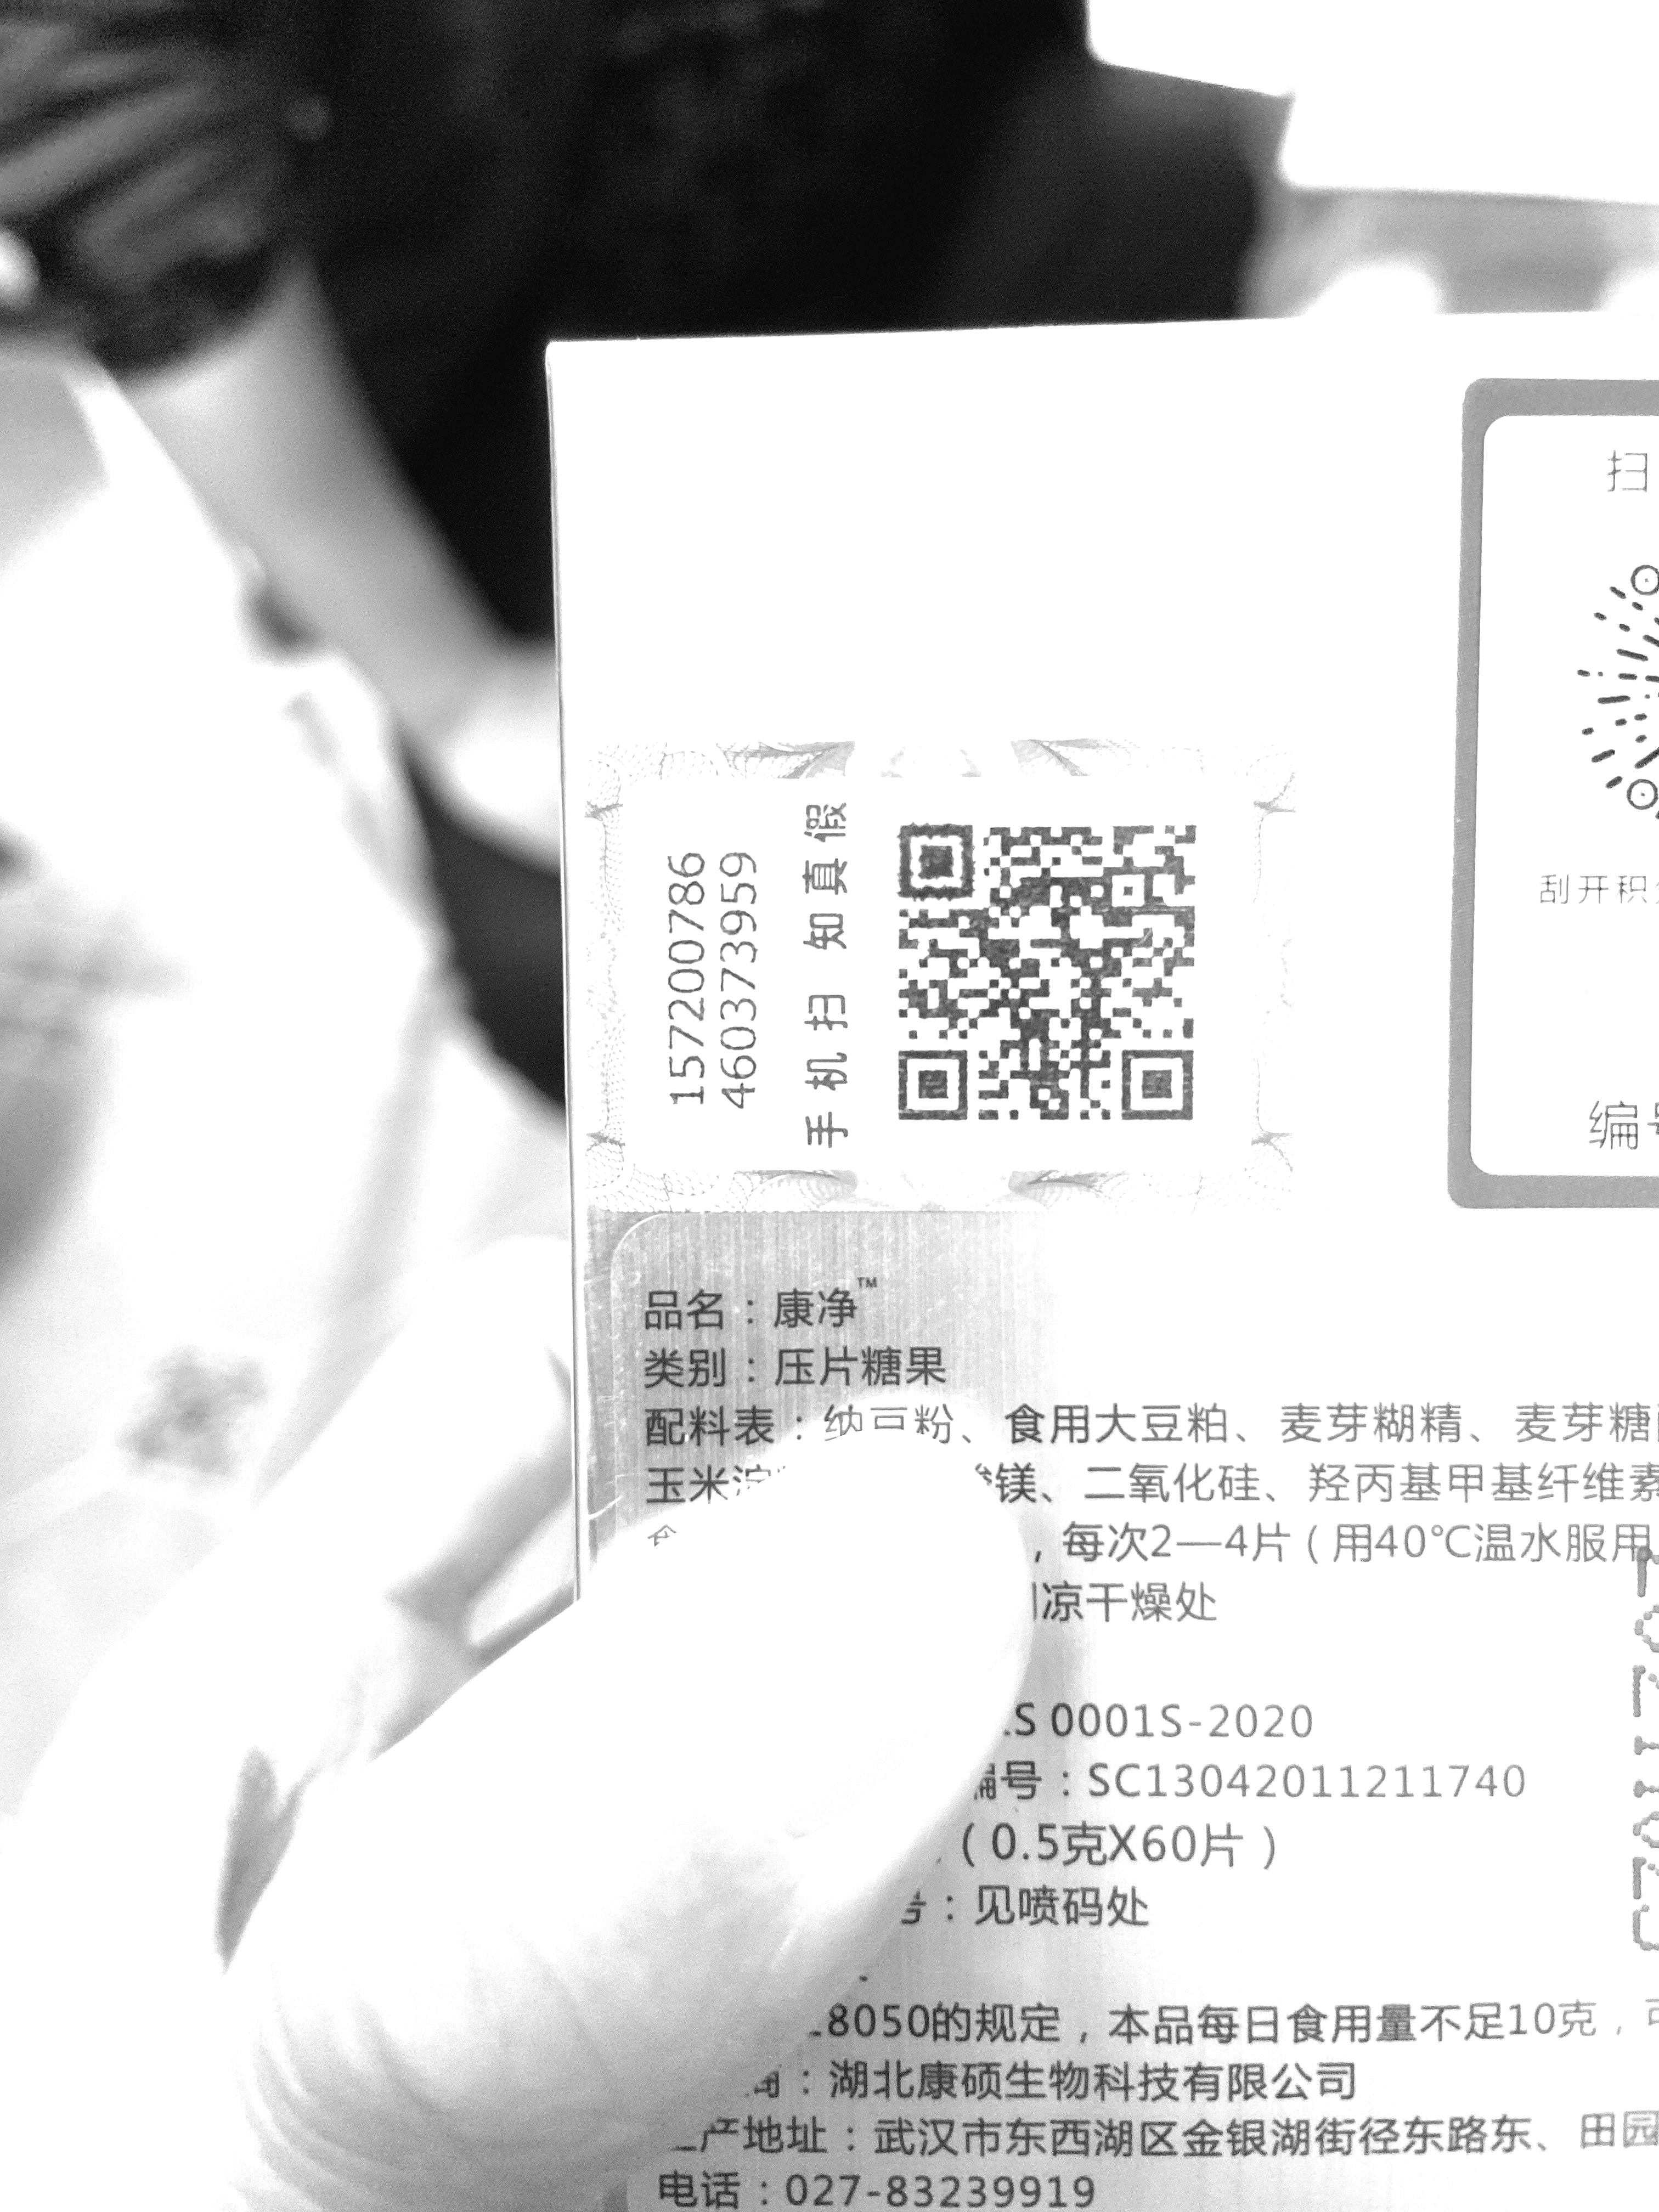 扫
刮开积
编号
157200786
4603739959
手机扫 知真假
品名：康净™
类别：压片糖果
配料表：纳豆粉、食用大豆粕、麦芽糊精、麦芽糖
玉米 镁、二氧化硅、羟丙基甲基纤维素
，每次2—4片（用40℃温水服用
凉干燥处
S 0001S-2020
编号：SC13042011211740
（0.5克X60片）
号：见喷码处
8050的规定，本品每日食用量不足10克，可
商：湖北康硕生物科技有限公司
产地址：武汉市东西湖区金银湖街径东路东、田园
电话：027-83239919